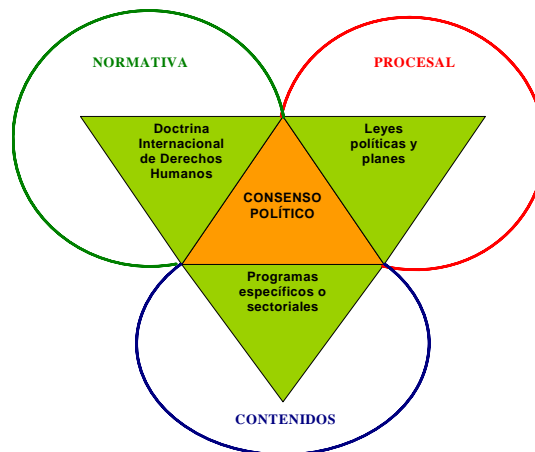 NORMATIVA
PROCESAL
Doctrina
Internacional
de Derechos
Humanos
Leyes
políticas y
planes
CONSENSO
POLÍTICO
Programas
específicos o
sectoriales
CONTENIDOS